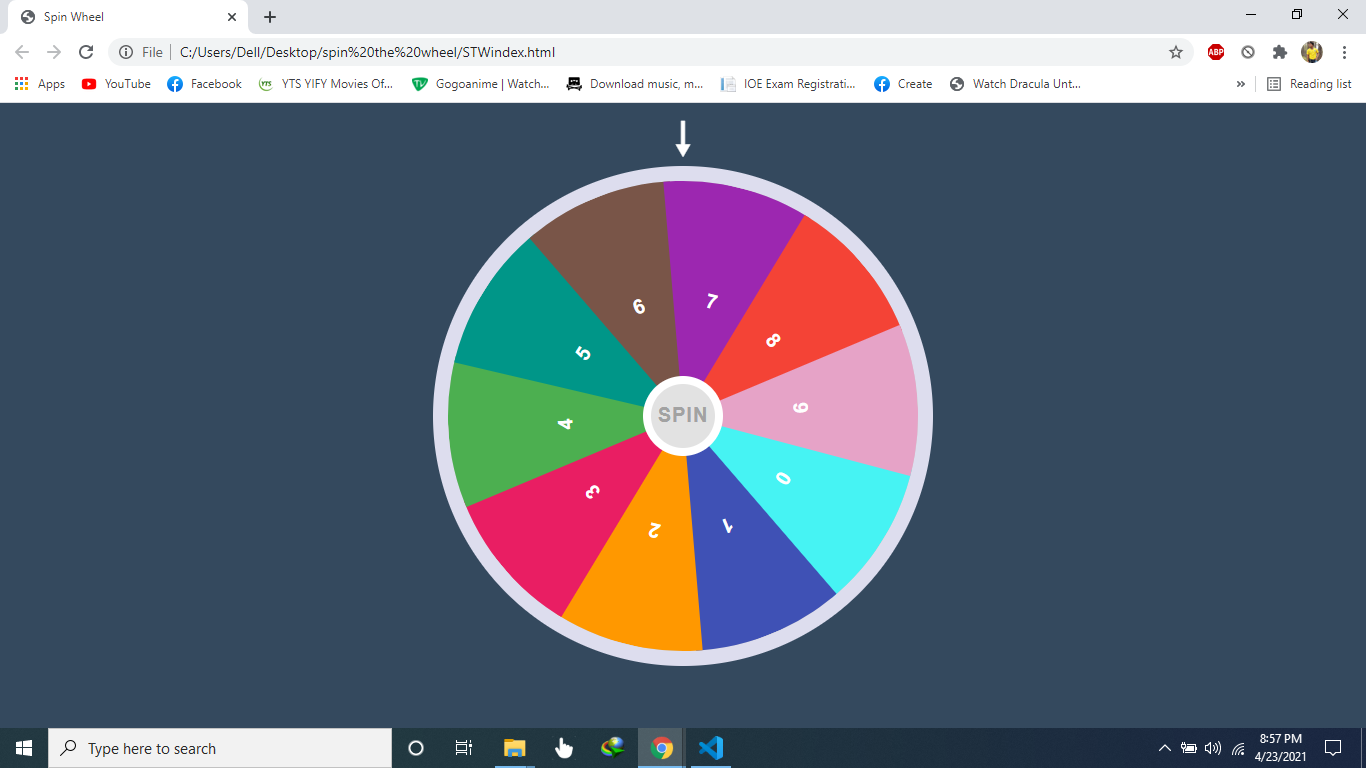 Spin Wheel
File C:/Users/Dell/Desktop/spin%20the%20wheel/STWindex.html ABP
Apps YouTube Facebook YTS YTS YIFY Movies Of... Gogoanime | Watch... Download music, m... IOE Exam Registrati... Create Watch Dracula Unt... » Reading list
6
7
5
8
4
SPIN
9
3
0
2
1
Type here to search
8:57 PM
4/23/2021